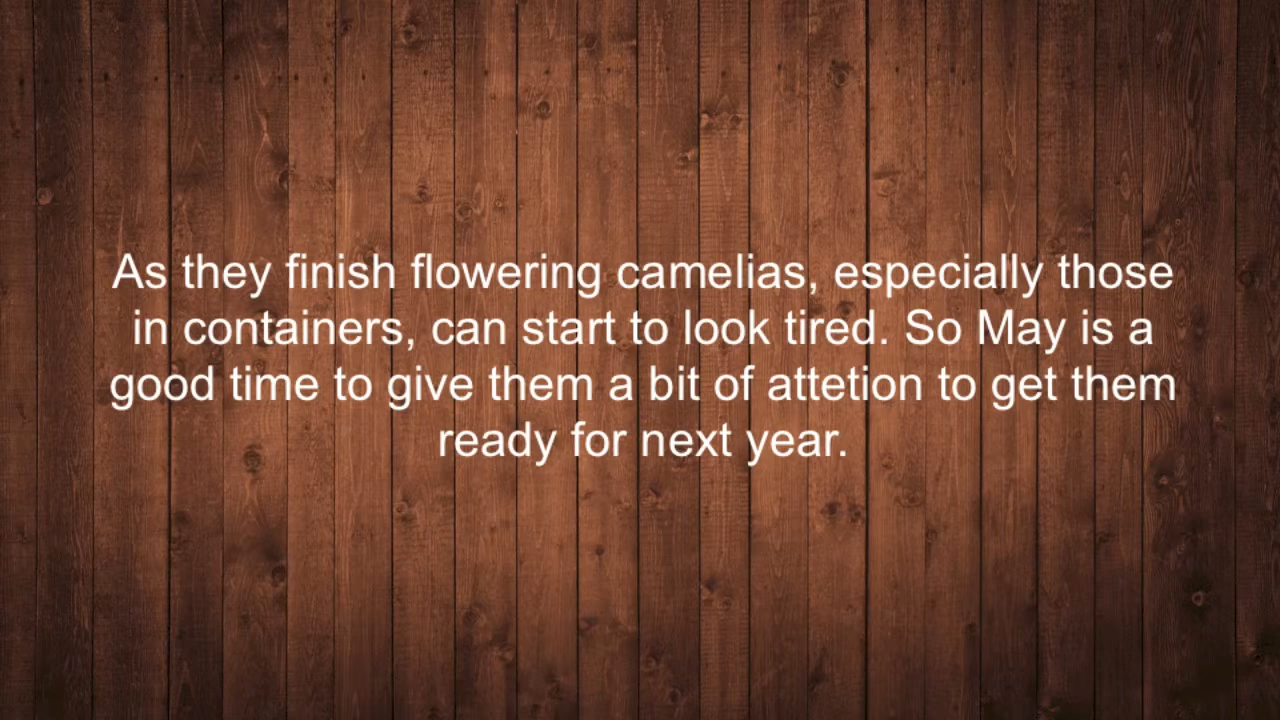 As they finish flowering camelias, especially those
in containers, can start to look tired. So May is a
good time to give them a bit of attetion to get them
ready for next year.